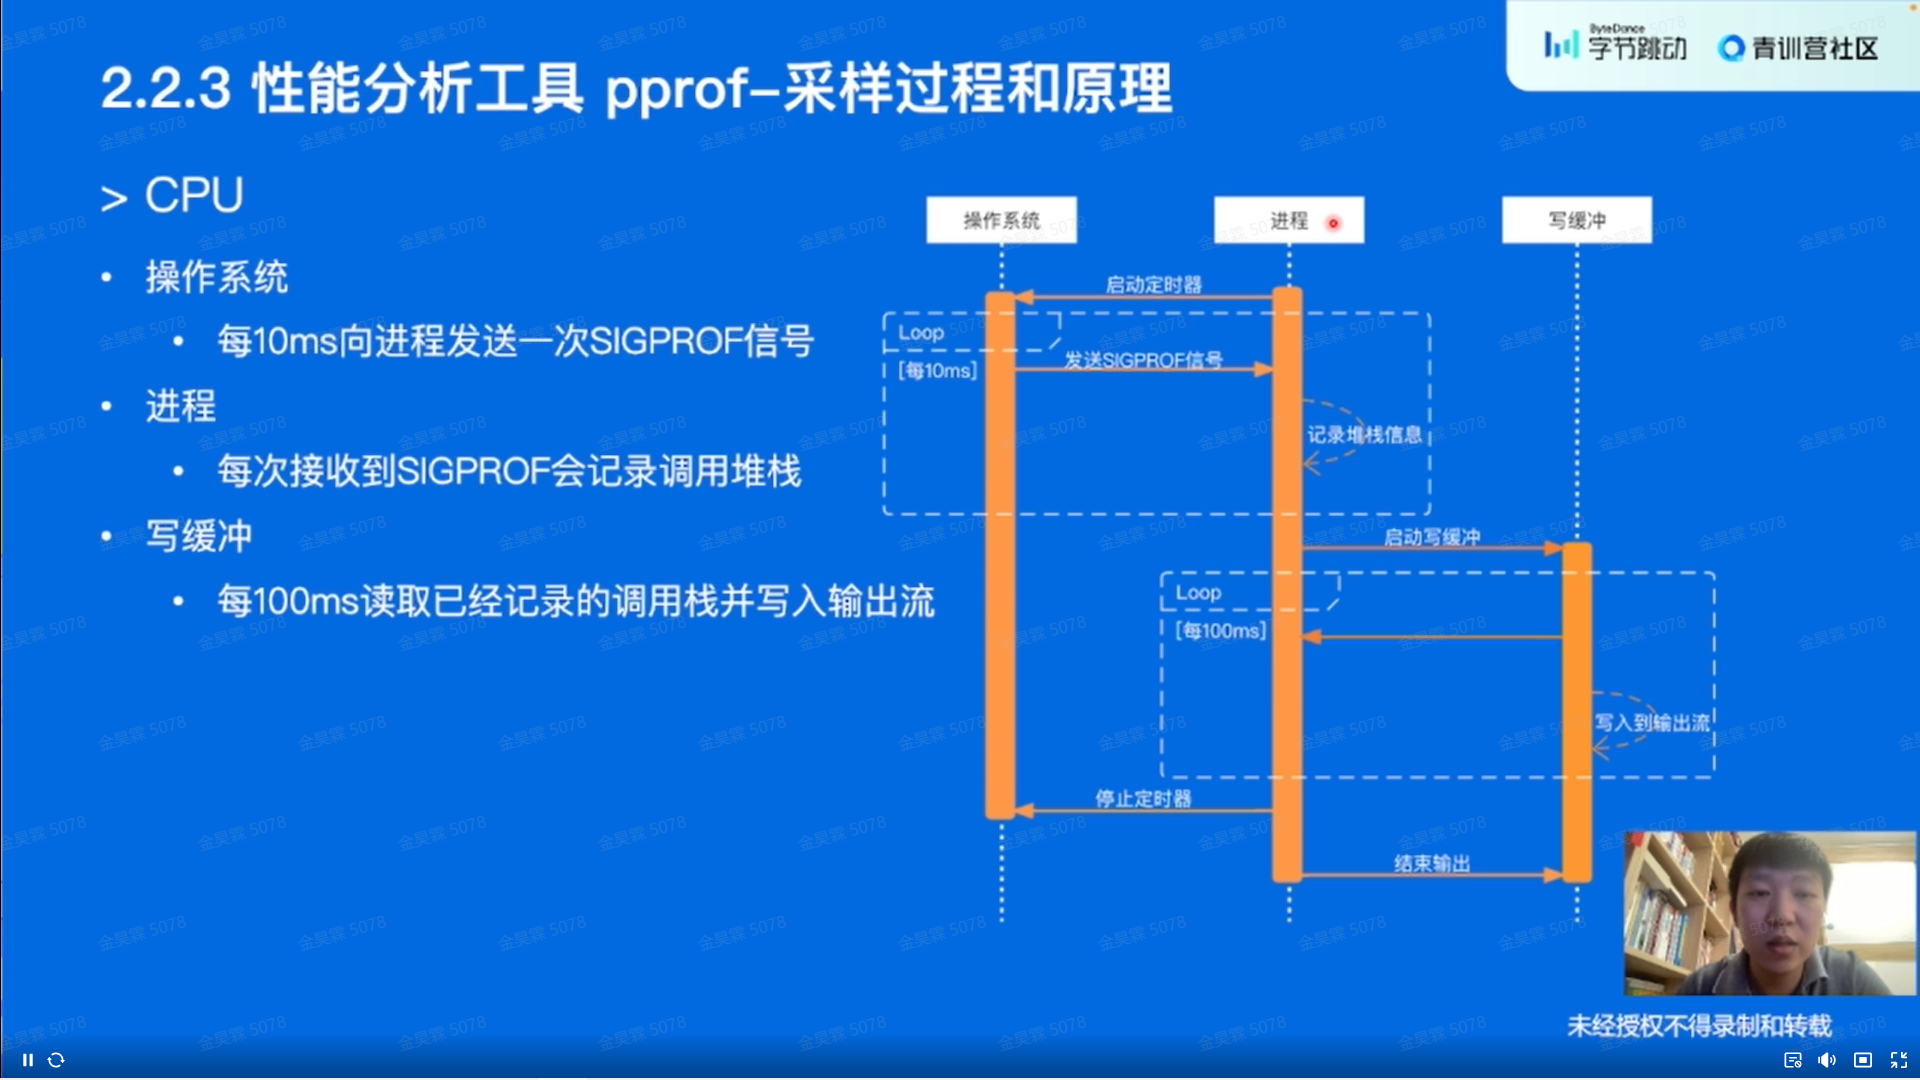 ByteDance
字节跳动
青训营社区
2.2.3 性能分析工具 pprof-采样过程和原理
> CPU
• 操作系统
• 每10ms向进程发送一次SIGPROF信号
• 进程
• 每次接收到SIGPROF会记录调用堆栈
• 写缓冲
• 每100ms读取已经记录的调用栈并写入输出流
操作系统
进程
写缓冲
启动定时器
Loop
[每10ms]
发送SIGPROF信号
记录堆栈信息
启动写缓冲
Loop
[每100ms]
写入到输出流
停止定时器
结束输出
未经授权不得录制和转载
金昊霖 5078